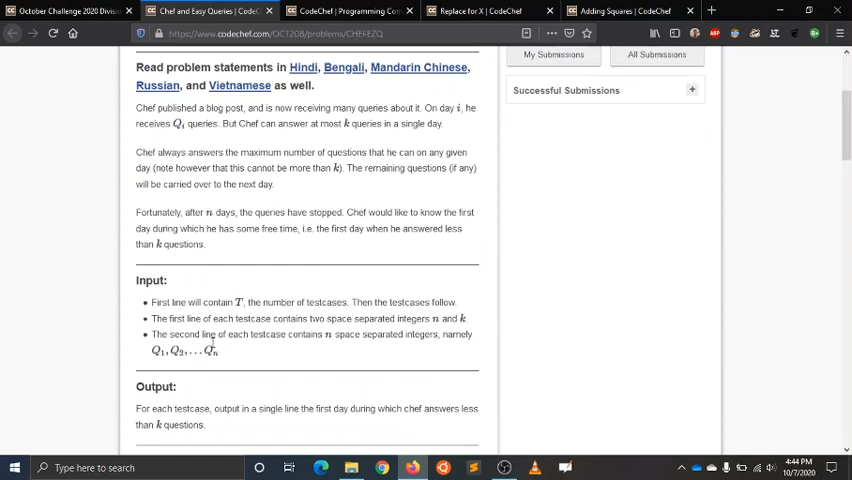 October Challenge 2020 Divisi
Chef and Easy Queries | CodeC
CodeChef | Programming Com
Replace for X | CodeChef
Adding Squares | CodeChef
https://www.codechef.com/OCT20B/problems/CHEFEZQ
My Submissions
All Submissions
Successful Submissions
Read problem statements in Hindi, Bengali, Mandarin Chinese,
Russian, and Vietnamese as well.
Chef published a blog post, and is now receiving many queries about it. On day i, he
receives Qi queries. But Chef can answer at most k queries in a single day.
Chef always answers the maximum number of questions that he can on any given
day (note however that this cannot be more than k). The remaining questions (if any)
will be carried over to the next day.
Fortunately, after n days, the queries have stopped. Chef would like to know the first
day during which he has some free time, i.e. the first day when he answered less
than k questions.
Input:
• First line will contain T, the number of testcases. Then the testcases follow.
• The first line of each testcase contains two space separated integers n and k
• The second line of each testcase contains n space separated integers, namely
Q1, Q2, ... Qn
Output:
For each testcase, output in a single line the first day during which chef answers less
than k questions.
Type here to search
4:44 PM
10/7/2020